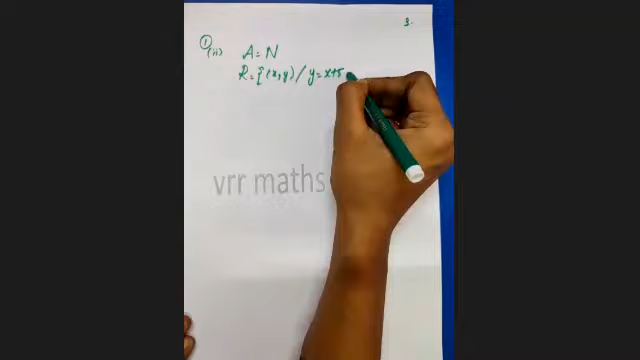 3.
① 
(ii) A = N
R = {(x, y) / y = x+5
vrr maths